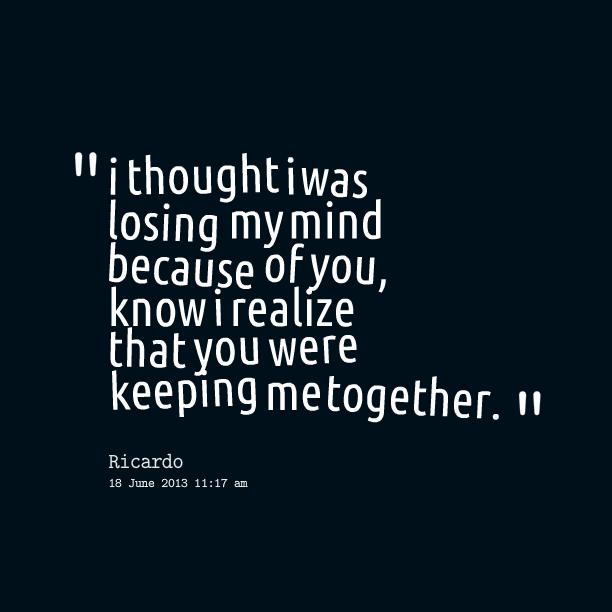 "i thought i was
losing my mind
because of you,
know i realize
that you were
keeping me together. "
Ricardo
18 June 2013 11:17 am